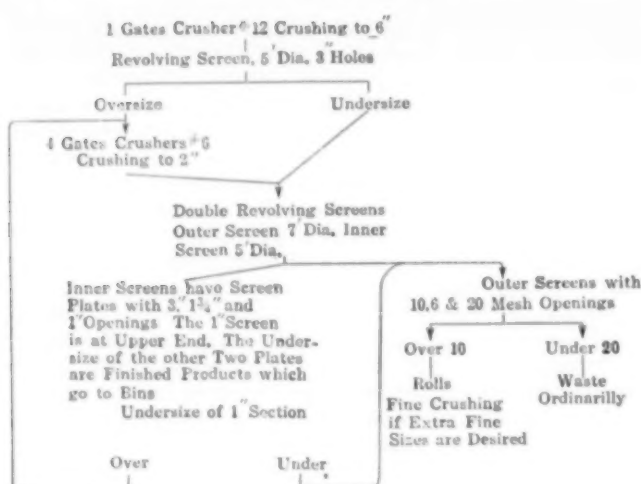 1 Gates Crusher #12 Crushing to 6"
Revolving Screen, 5' Dia. 3" Holes
Oversize
Undersize
4 Gates Crushers #6
Crushing to 2"
Double Revolving Screens
Outer Screen 7' Dia. Inner
Screen 5' Dia.
Inner Screens have Screen
Plates with 3," 1¾" and
1" Openings The 1" Screen
is at Upper End. The Under-
size of the other Two Plates
are Finished Products which
go to Bins
Undersize of 1" Section
Over
Under
Outer Screens with
10,6 & 20 Mesh Openings
Over 10
Under 20
Rolls
Fine Crushing
if Extra Fine
Sizes are Desired
Waste
Ordinarilly